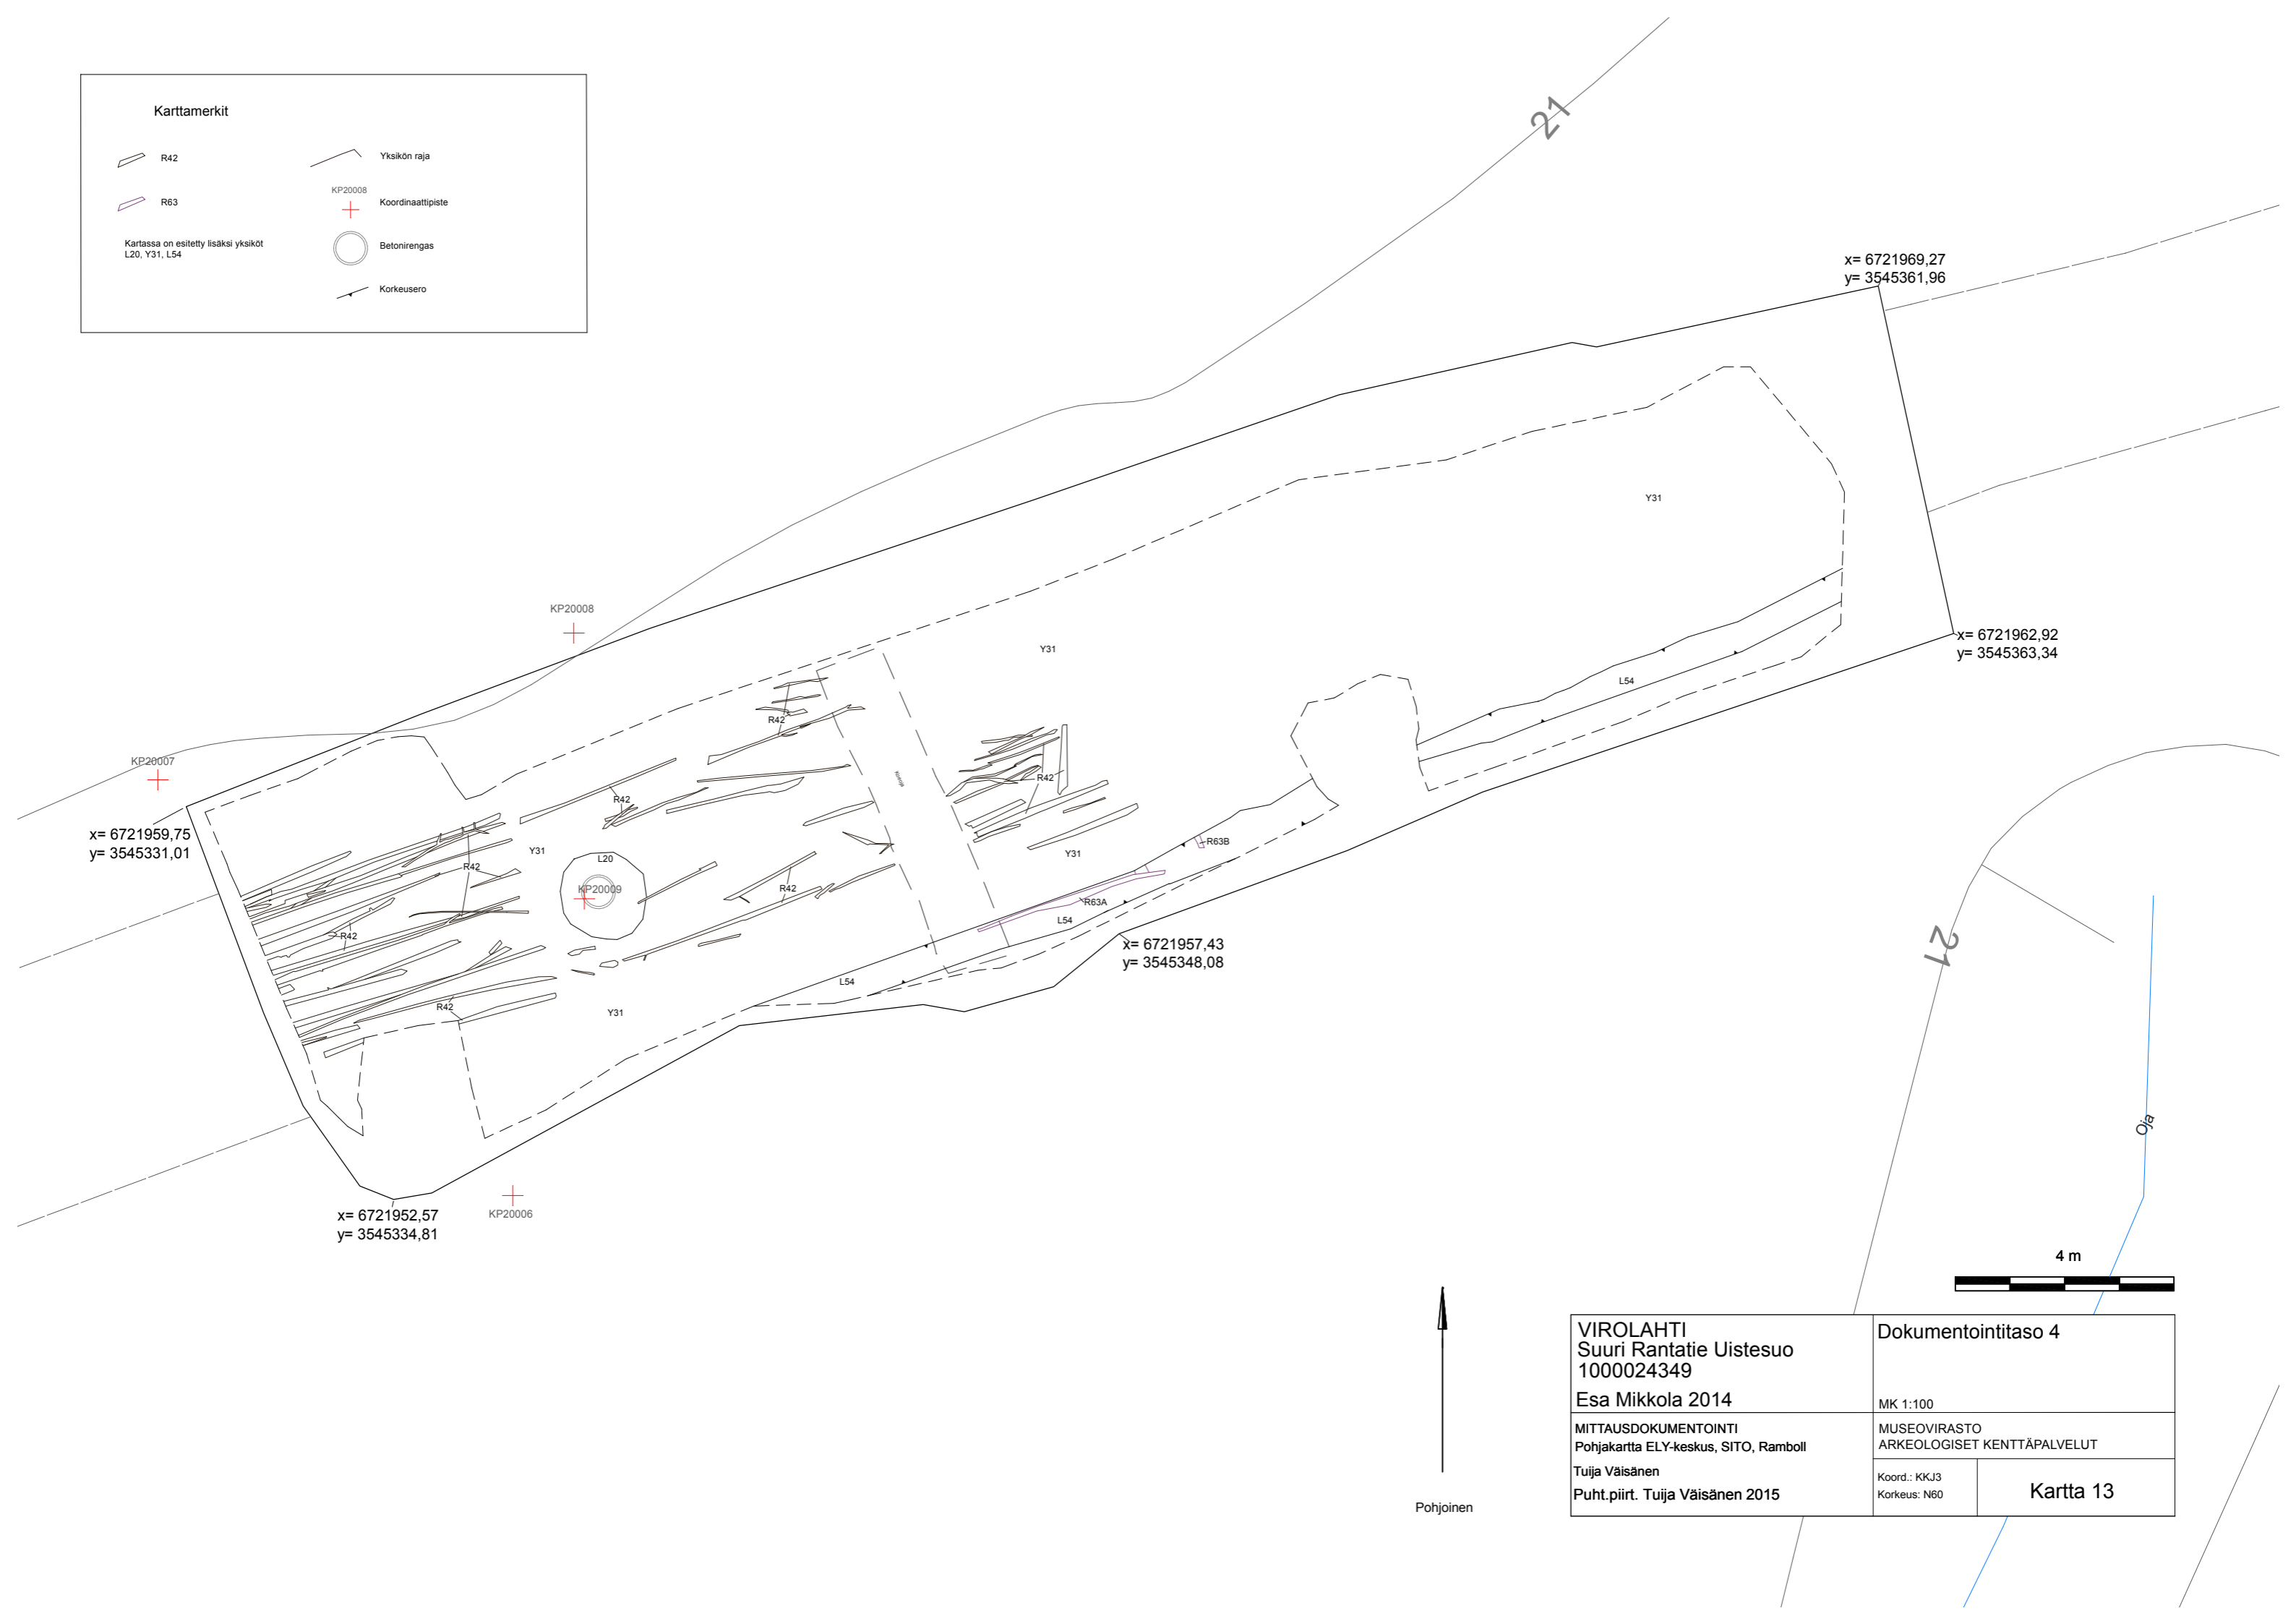 Karttamerkit
R42
Yksikön raja
KP20008
R63
Koordinaattipiste
Kartassa on esitetty lisäksi yksiköt
L20, Y31, L54
Betonirengas
Korkeusero
21
x= 6721969,27
y= 3545361,96
Y31
KP20008
x= 6721962,92
y= 3545363,34
Y31
L54
R42
KP20007
R42
R42
x= 6721959,75
y= 3545331,01
Y31
R42
L20
KP20009
R42
Y31
R63B
R63A
L54
R42
x= 6721957,43
y= 3545348,08
21
L54
R42
Y31
Oja
x= 6721952,57
y= 3545334,81
KP20006
4 m
Pohjoinen
VIROLAHTI
Suuri Rantatie Uistesuo
1000024349
Esa Mikkola 2014
Dokumentointitaso 4
MK 1:100
MITTAUSDOKUMENTOINTI
Pohjakartta ELY-keskus, SITO, Ramboll
Tuija Väisänen
Puht.piirt. Tuija Väisänen 2015
MUSEOVIRASTO
ARKEOLOGISET KENTTÄPALVELUT
Koord.: KKJ3
Korkeus: N60
Kartta 13